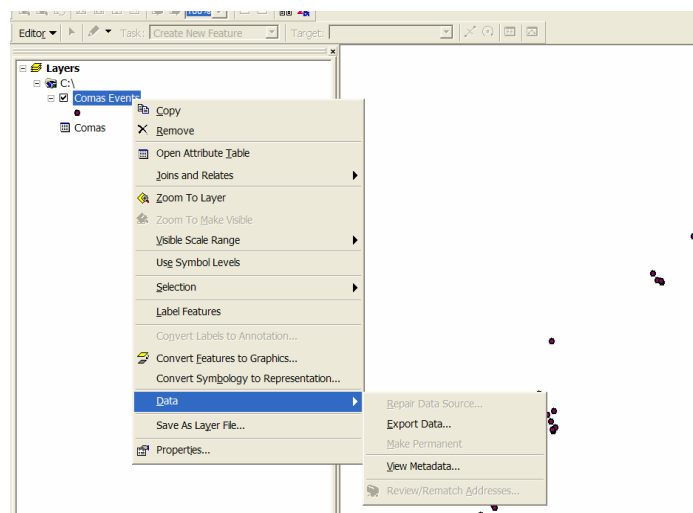 100%
Editor Task: Create New Feature Target:
x
Layers
C:\
Comas Events
Comas
Copy
Remove
Open Attribute Table
Joins and Relates
Zoom To Layer
Zoom To Make Visible
Visible Scale Range
Use Symbol Levels
Selection
Label Features
Convert Labels to Annotation...
Convert Features to Graphics...
Convert Symbology to Representation...
Data
Save As Layer File...
Properties...
Repair Data Source...
Export Data...
Make Permanent
View Metadata...
Review/Rematch Addresses...